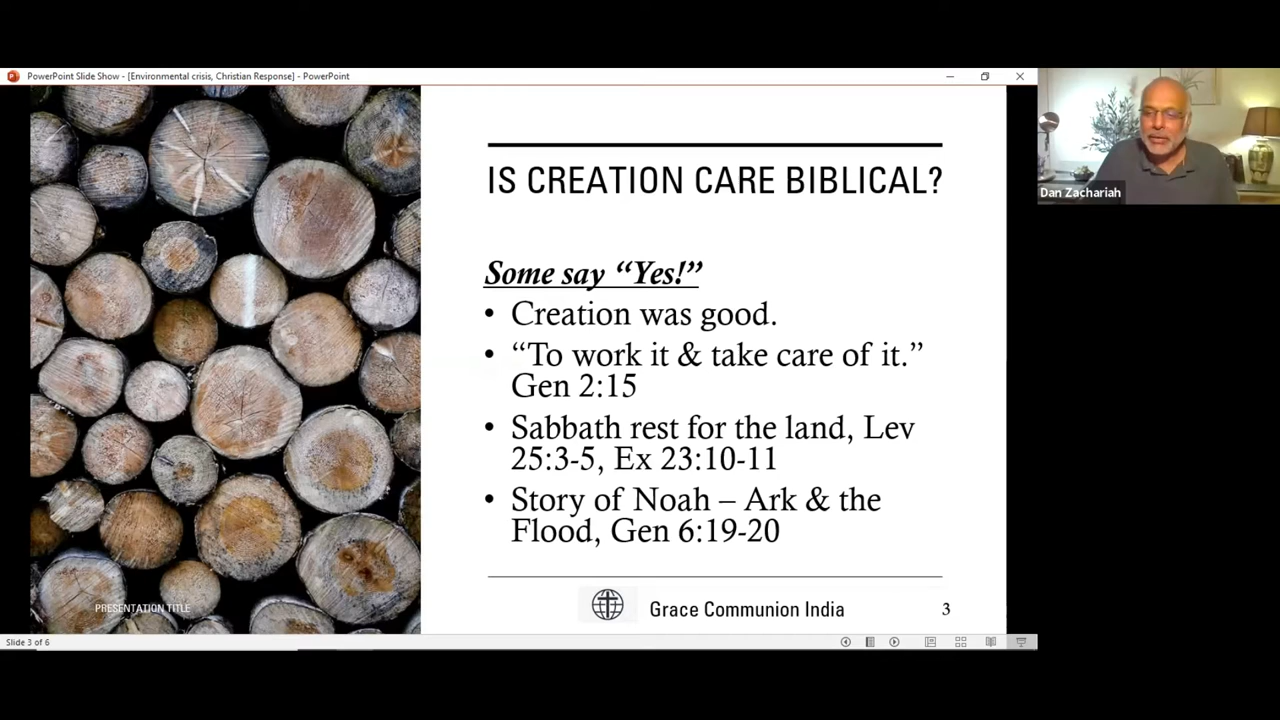 PowerPoint Slide Show - [Environmental crisis, Christian Response] - PowerPoint
Dan Zachariah
IS CREATION CARE BIBLICAL?
Some say “Yes!”
• Creation was good.
• “To work it & take care of it.”
Gen 2:15
• Sabbath rest for the land, Lev
25:3-5, Ex 23:10-11
• Story of Noah – Ark & the
Flood, Gen 6:19-20
PRESENTATION TITLE
Grace Communion India
3
Slide 3 of 6